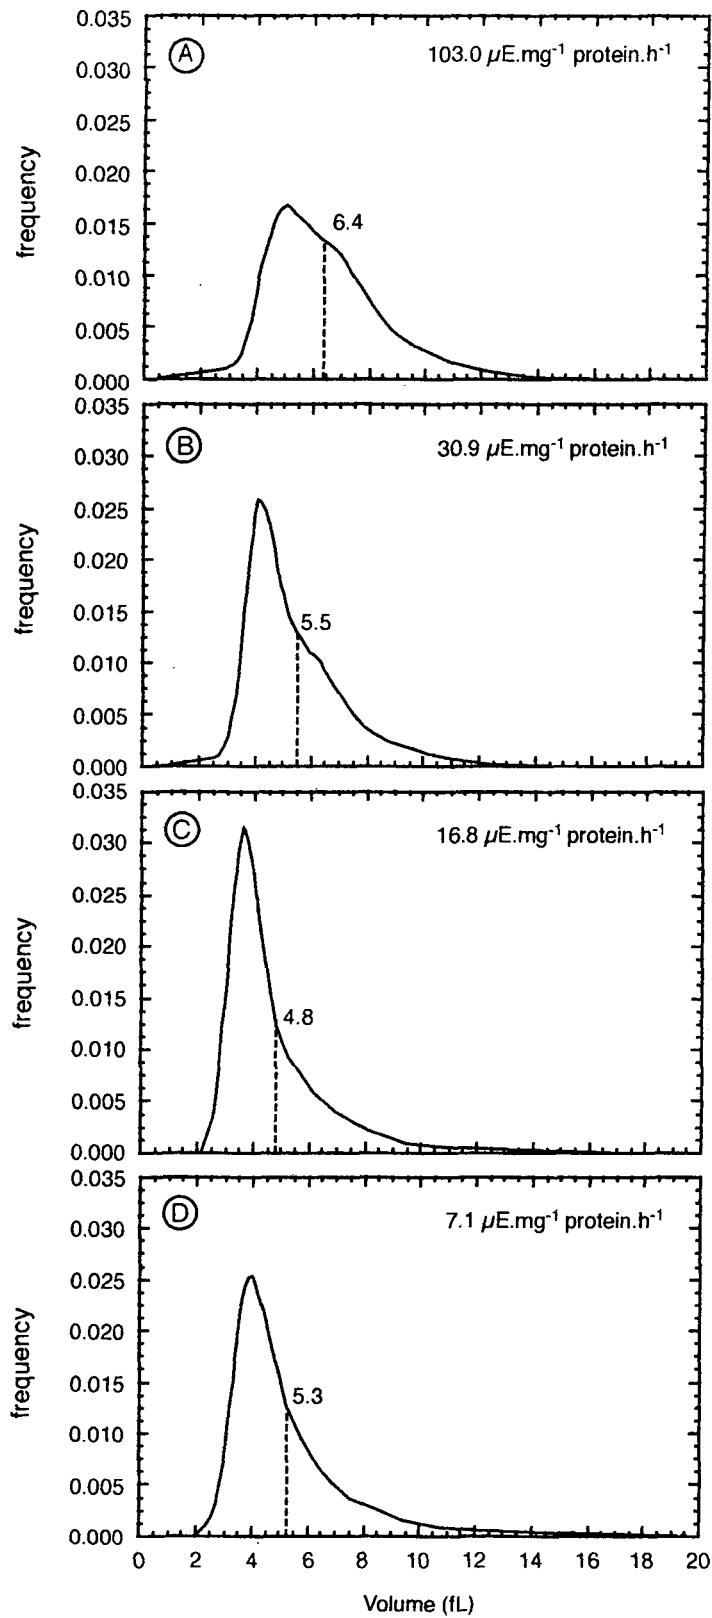 0.035
A
103.0 µE.mg-1 protein.h-1
0.030
0.025
0.020
6.4
0.015
0.010
0.005
0.000
frequency
0.035
B
30.9 µE.mg-1 protein.h-1
0.030
0.025
0.020
0.015
5.5
0.010
0.005
0.000
frequency
0.035
C
16.8 µE.mg-1 protein.h-1
0.030
0.025
0.020
0.015
4.8
0.010
0.005
0.000
frequency
0.035
D
7.1 µE.mg-1 protein.h-1
0.030
0.025
0.020
0.015
5.3
0.010
0.005
0.000
frequency
0 2 4 6 8 10 12 14 16 18 20
Volume (fL)